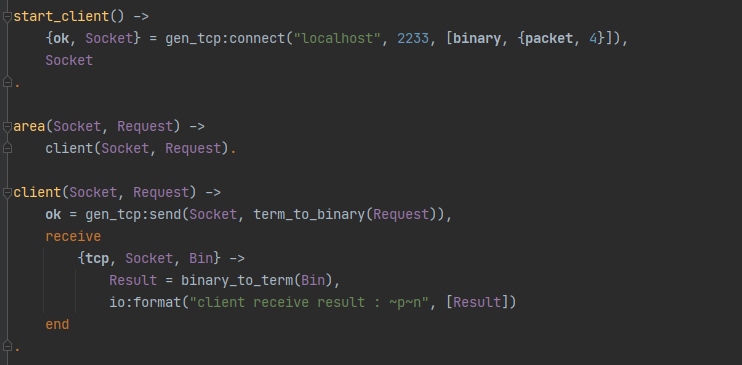 start_client() ->
    {ok, Socket} = gen_tcp:connect("localhost", 2233, [binary, {packet, 4}]),
    Socket
.
area(Socket, Request) ->
    client(Socket, Request).
client(Socket, Request) ->
    ok = gen_tcp:send(Socket, term_to_binary(Request)),
    receive
        {tcp, Socket, Bin} ->
            Result = binary_to_term(Bin),
            io:format("client receive result : ~p~n", [Result])
    end
.